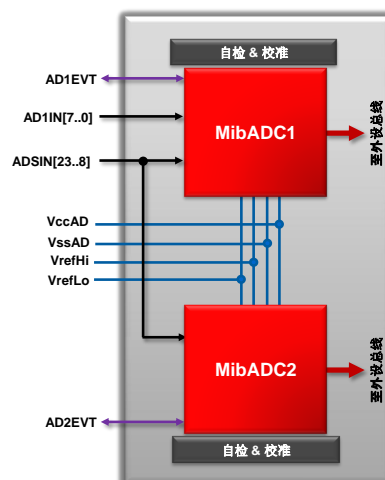 自检 & 校准
AD1EVT
AD1IN[7..0]
MibADC1
至外设总线
ADSIN[23..8]
VccAD
VssAD
VrefHi
VrefLo
MibADC2
至外设总线
AD2EVT
自检 & 校准